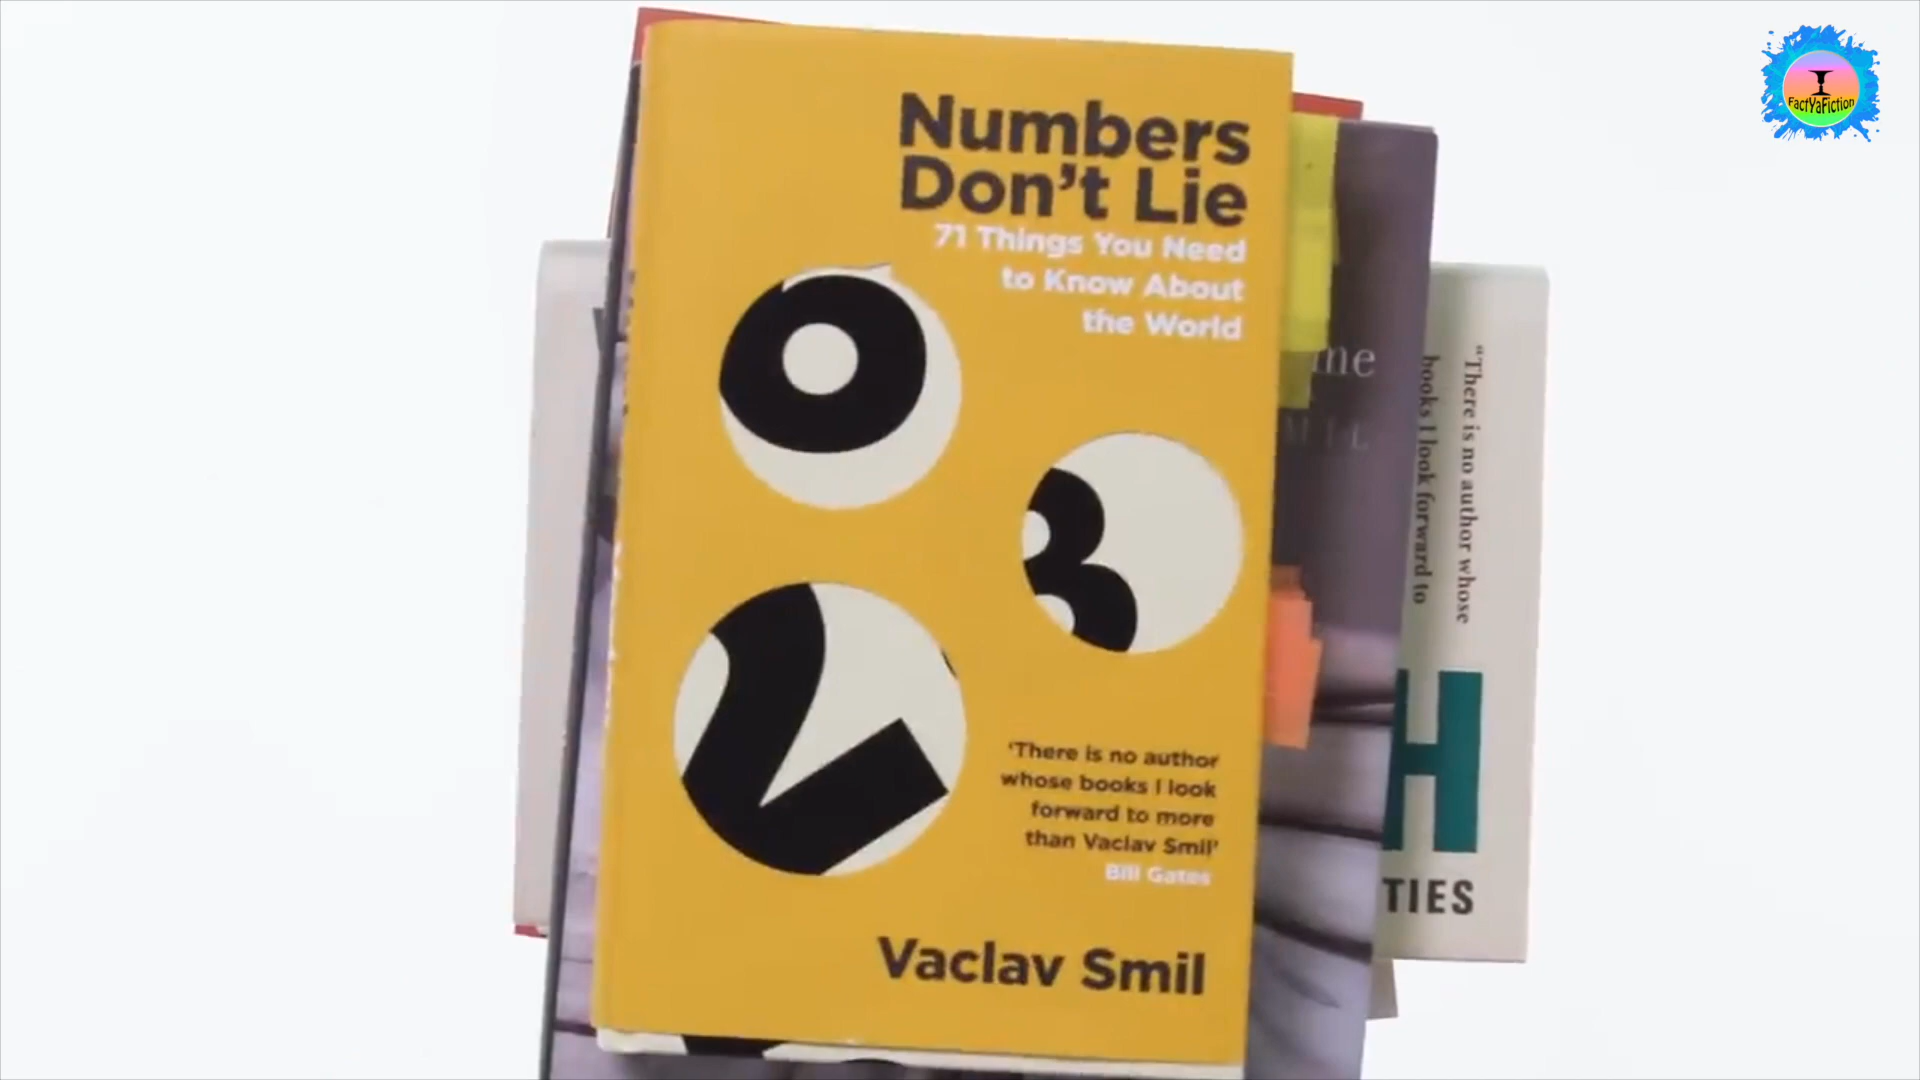 FactYaFiction
Numbers
Don't Lie
71 Things You Need
to Know About
the World
'There is no author
whose books I look
forward to more
than Vaclav Smil'
Bill Gates
Vaclav Smil
"There is no author whose
books I look forward to
H
TIES